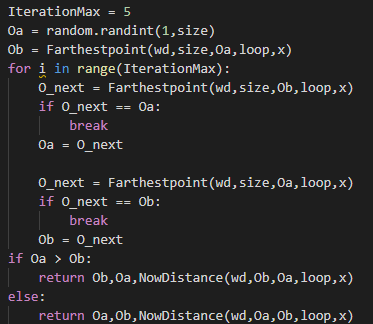 IterationMax = 5
Oa = random.randint(1,size)
Ob = Farthestpoint(wd,size,Oa,loop,x)
for i in range(IterationMax):
    O_next = Farthestpoint(wd,size,Ob,loop,x)
    if O_next == Oa:
        break
    Oa = O_next

    O_next = Farthestpoint(wd,size,Oa,loop,x)
    if O_next == Ob:
        break
    Ob = O_next
if Oa > Ob:
    return Ob,Oa,NowDistance(wd,Ob,Oa,loop,x)
else:
    return Oa,Ob,NowDistance(wd,Oa,Ob,loop,x)